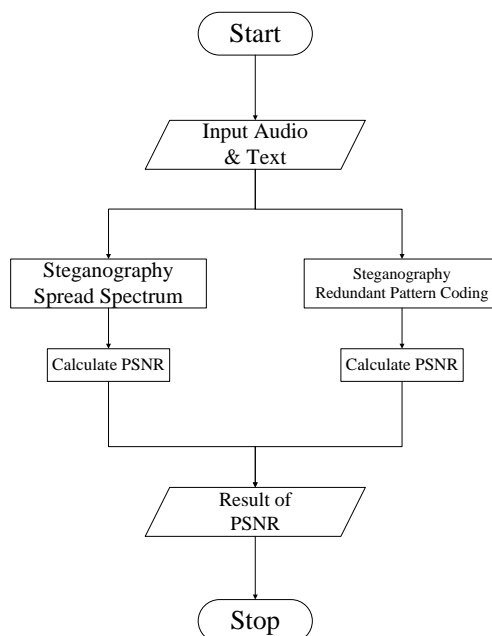 Start
Input Audio
& Text
Steganography
Spread Spectrum
Steganography
Redundant Pattern Coding
Calculate PSNR
Calculate PSNR
Result of
PSNR
Stop